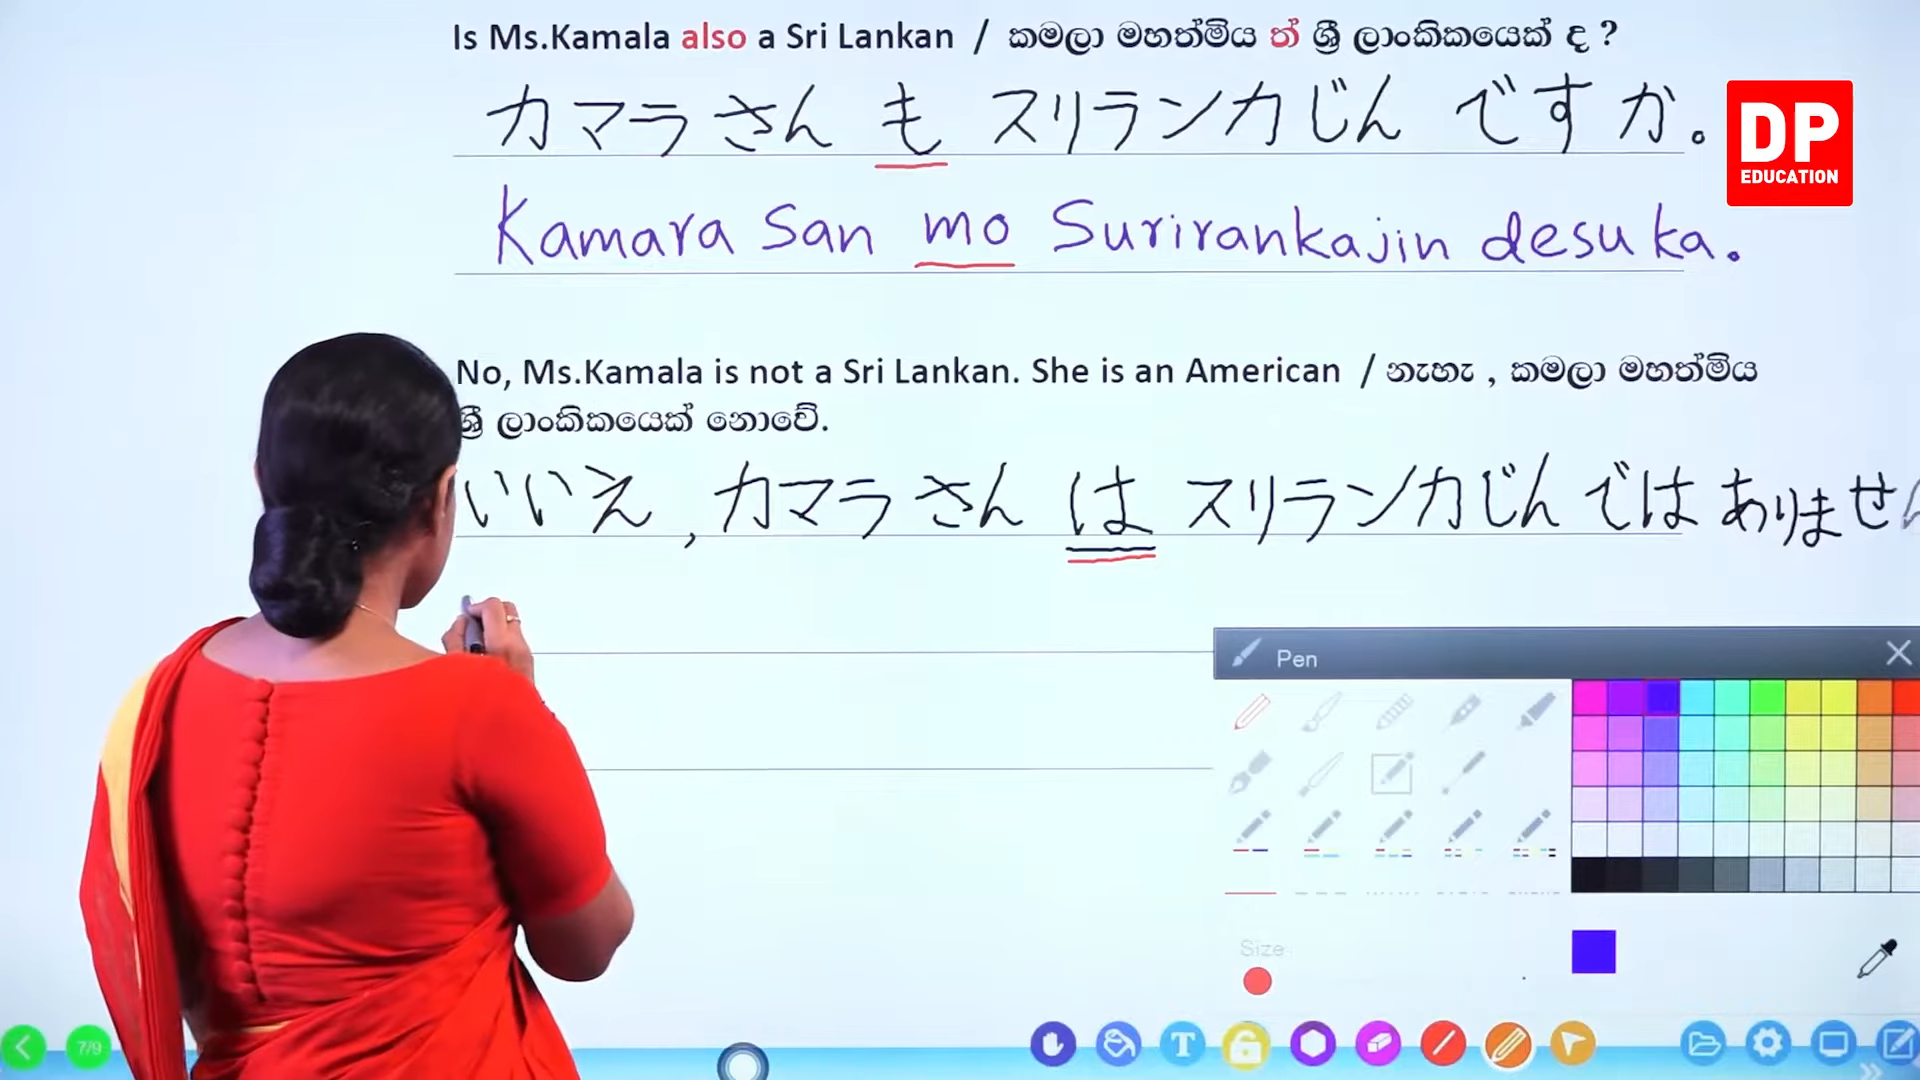 Is Ms.Kamala also a Sri Lankan / කමලා මහත්මිය ත් ශ්‍රී ලාංකිකයෙක් ද ?
カマラさん も スリランカじん ですか。
DP
EDUCATION
Kamara san mo Surirankajin desu ka.
No, Ms.Kamala is not a Sri Lankan. She is an American / නැහැ , කමලා මහත්මිය
ශ්‍රී ලාංකිකයෙක් නොවේ.
いいえ, カマラさん は スリランカじん では ありません
Pen
Size
7/9
T